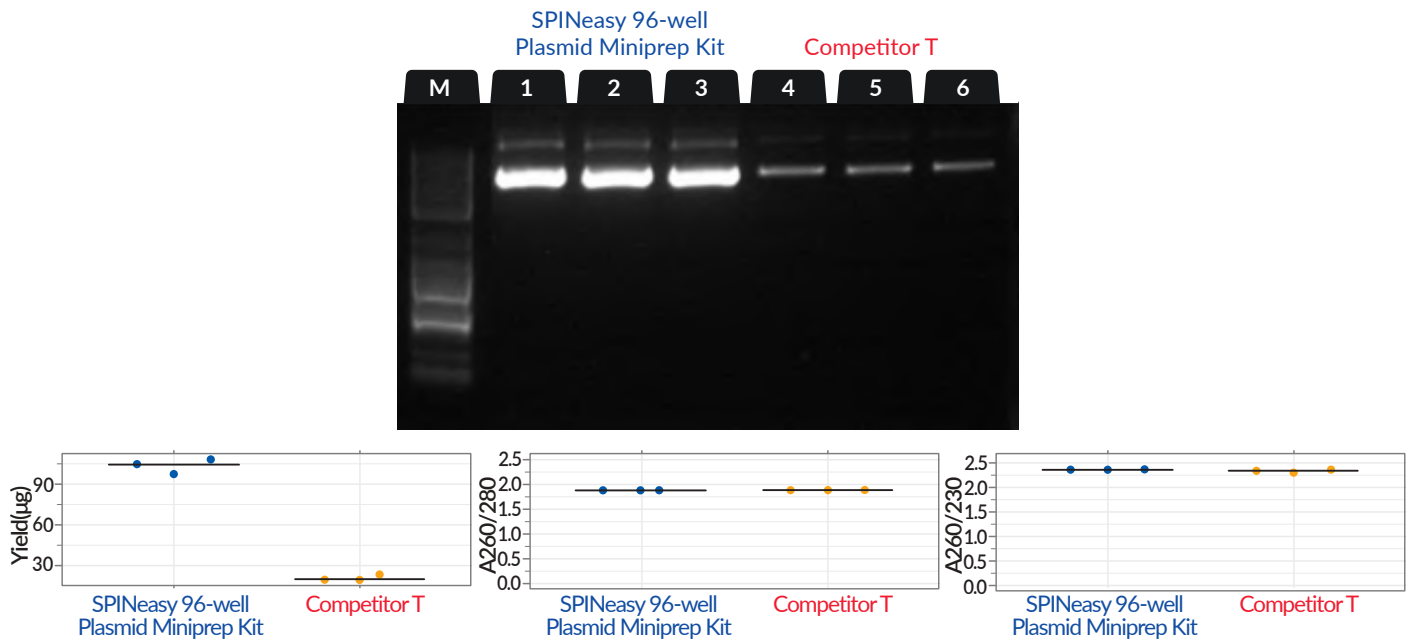 SPINeasy 96-well
Plasmid Miniprep Kit
Competitor T
M 1 2 3 4 5 6
Yield(µg)
90
60
30
SPINeasy 96-well
Plasmid Miniprep Kit
Competitor T
A260/280
2.5
2.0
1.5
1.0
0.5
0.0
SPINeasy 96-well
Plasmid Miniprep Kit
Competitor T
A260/230
2.5
2.0
1.5
1.0
0.5
0.0
SPINeasy 96-well
Plasmid Miniprep Kit
Competitor T